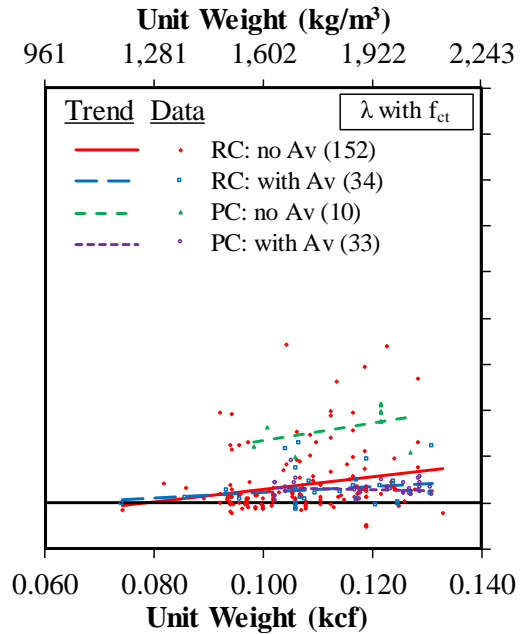 Unit Weight (kg/m³)
961 1,281 1,602 1,922 2,243
Trend Data
λ with fct
RC: no Av (152)
RC: with Av (34)
PC: no Av (10)
PC: with Av (33)
0.060 0.080 0.100 0.120 0.140
Unit Weight (kcf)